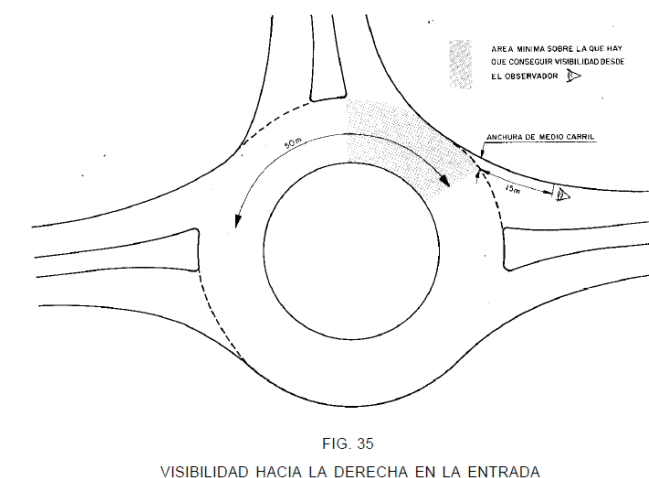 AREA MINIMA SOBRE LA QUE HAY
QUE CONSEGUIR VISIBILIDAD DESDE
EL OBSERVADOR
ANCHURA DE MEDIO CARRIL
50m
15m
FIG. 35
VISIBILIDAD HACIA LA DERECHA EN LA ENTRADA